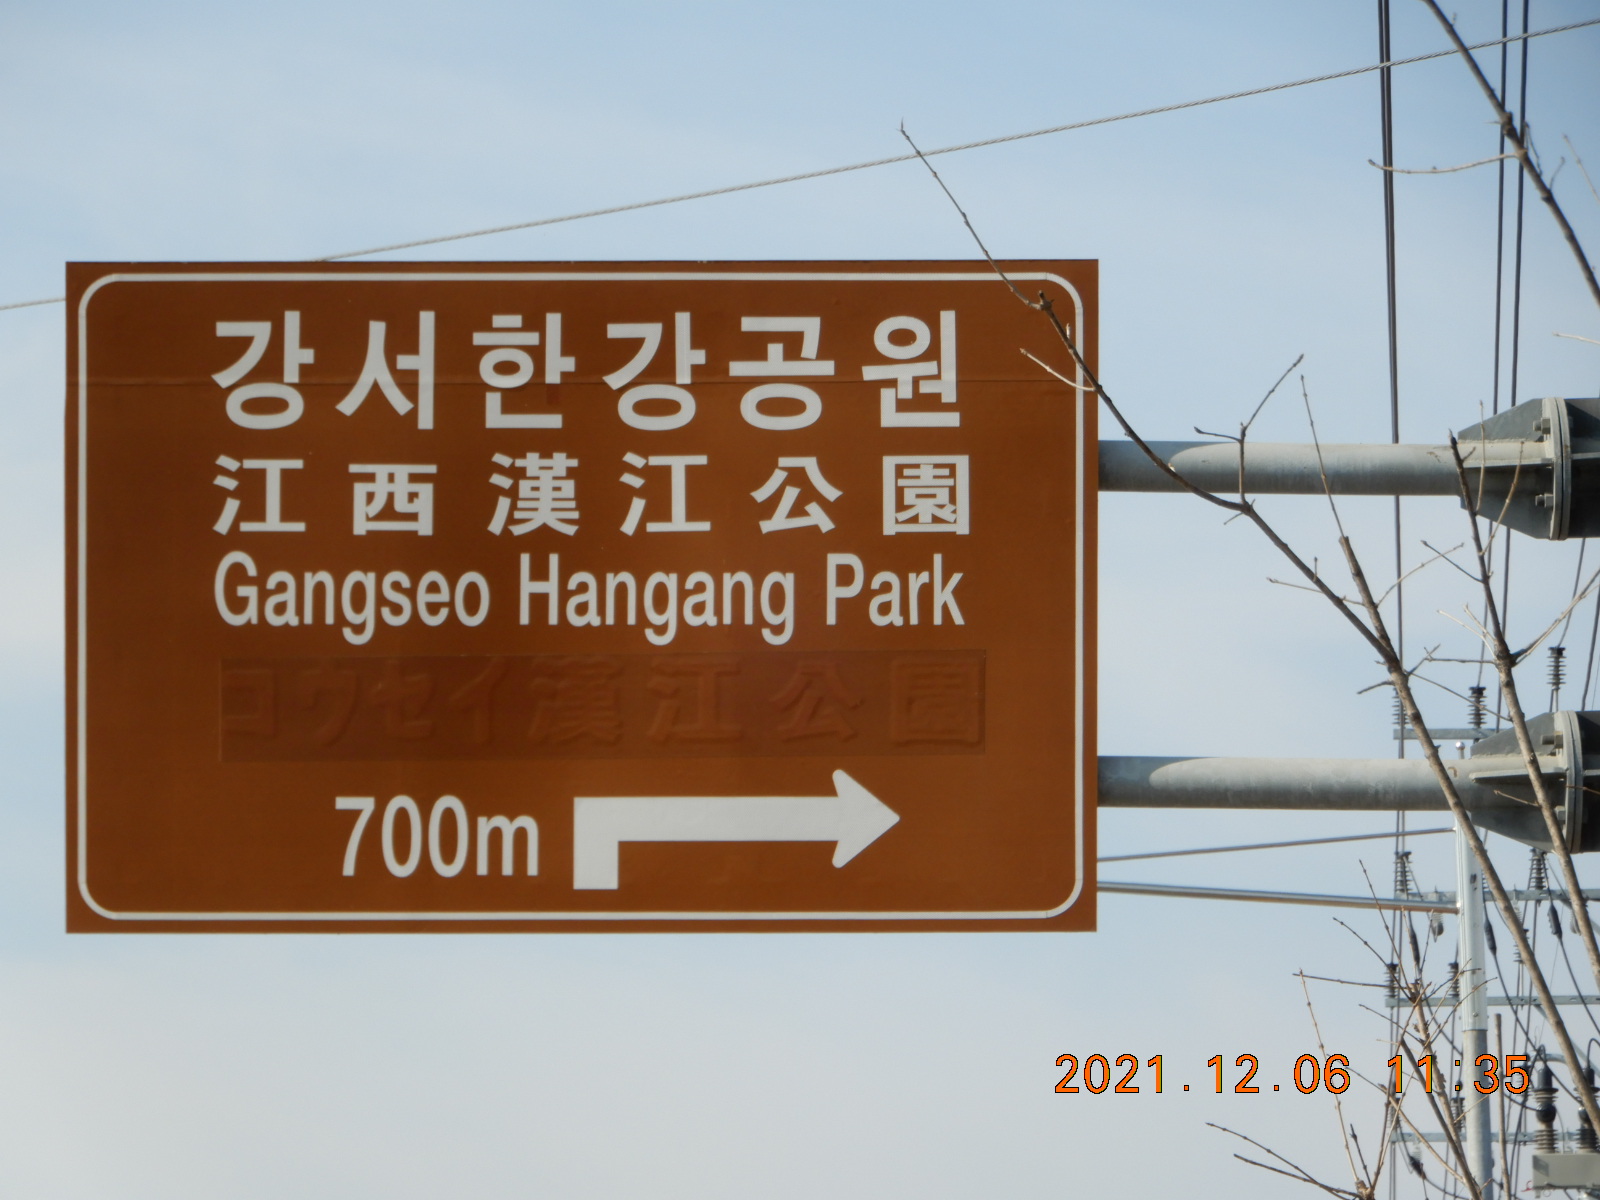 강서한강공원
江西漢江公園
Gangseo Hangang Park
コウセイ漢江公園
700m
2021.12.06 11:35